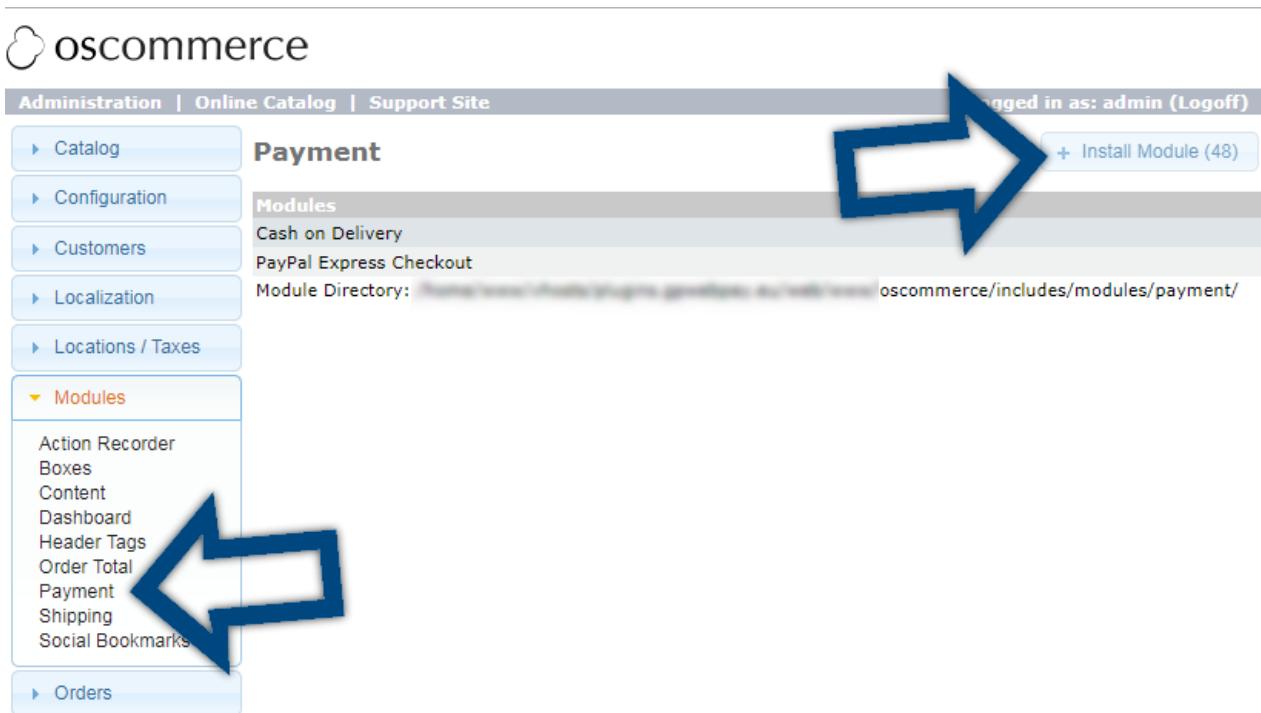 oscommerce
Administration | Online Catalog | Support Site
gged in as: admin (Logoff)
Catalog
Payment
+ Install Module (48)
Configuration
Modules
Customers
Cash on Delivery
PayPal Express Checkout
Localization
Module Directory: oscommerce/includes/modules/payment/
Locations / Taxes
Modules
Action Recorder
Boxes
Content
Dashboard
Header Tags
Order Total
Payment
Shipping
Social Bookmarks
Orders